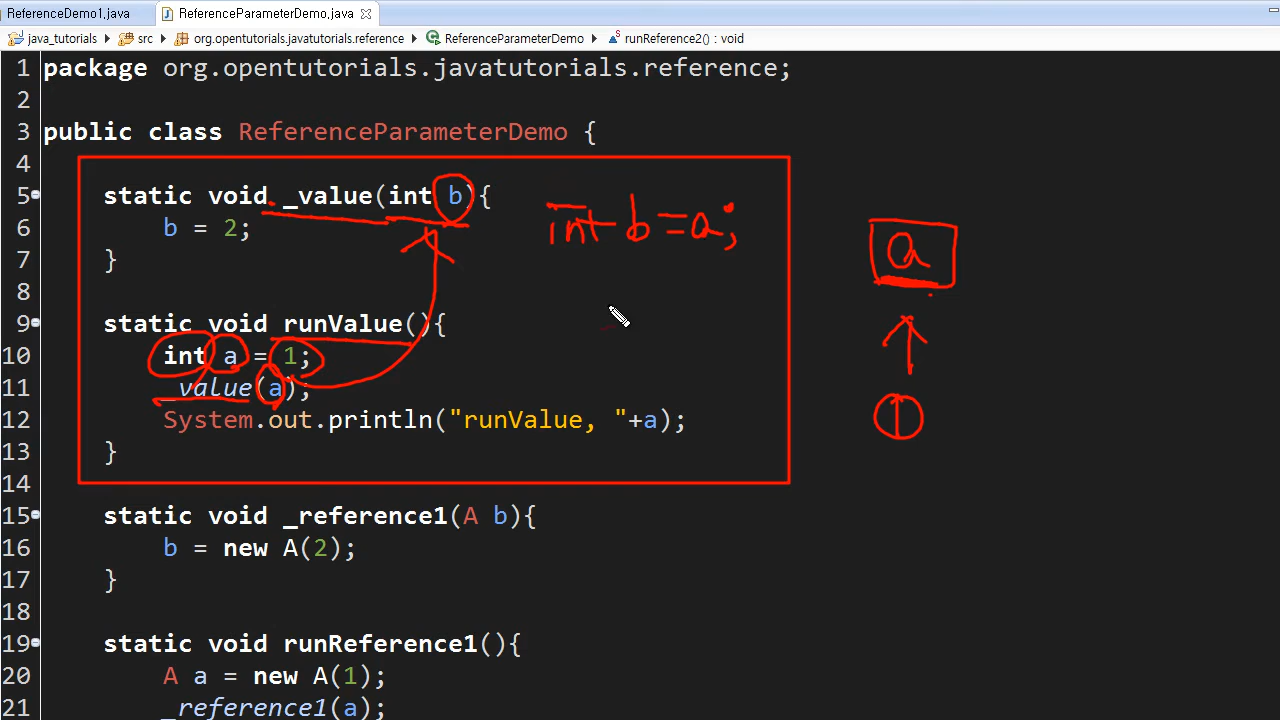 ReferenceDemo1.java ReferenceParameterDemo.java
java_tutorials src org.opentutorials.javatutorials.reference ReferenceParameterDemo runReference2() : void
1 package org.opentutorials.javatutorials.reference;
2
3 public class ReferenceParameterDemo {
4
5 static void _value(int b){
6 b = 2;
int b = a;
7 }
a
8
9 static void runValue(){
10 int a = 1;
11 _value(a);
12 System.out.println("runValue, "+a);
1
13 }
14
15 static void _reference1(A b){
16 b = new A(2);
17 }
18
19 static void runReference1(){
20 A a = new A(1);
21 _reference1(a);